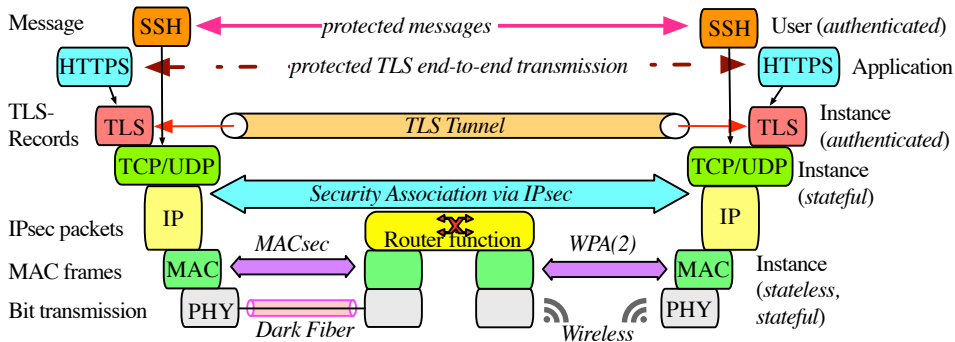 Message
SSH
protected messages
SSH
User (authenticated)
HTTPS
protected TLS end-to-end transmission
HTTPS
Application
TLS-
Records
TLS
TLS Tunnel
TLS
Instance
(authenticated)
TCP/UDP
TCP/UDP
Instance
(stateful)
Security Association via IPsec
IP
IP
IPsec packets
X
Router function
MACsec
WPA(2)
MAC frames
MAC
MAC
Instance
(stateless,
stateful)
Bit transmission
PHY
PHY
Dark Fiber
Wireless